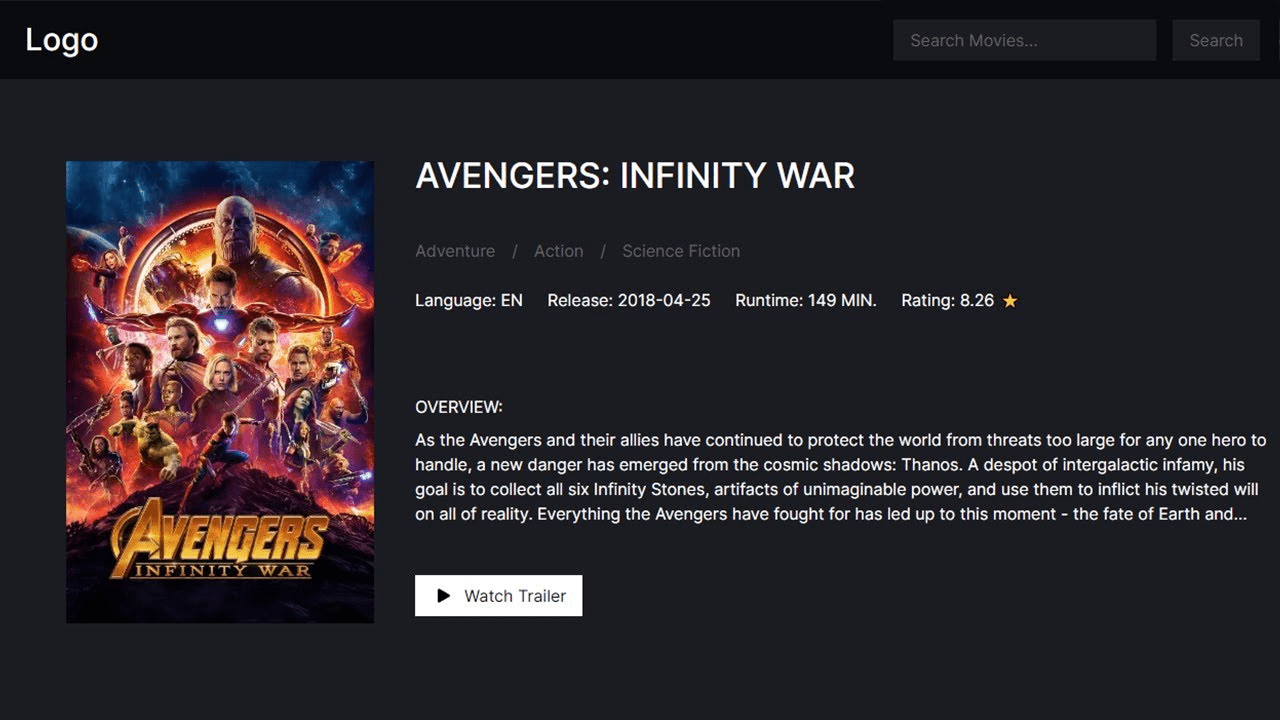 Logo
Search Movies...
Search
AVENGERS: INFINITY WAR
Adventure / Action / Science Fiction
Language: EN Release: 2018-04-25 Runtime: 149 MIN. Rating: 8.26
OVERVIEW:
As the Avengers and their allies have continued to protect the world from threats too large for any one hero to
handle, a new danger has emerged from the cosmic shadows: Thanos. A despot of intergalactic infamy, his
goal is to collect all six Infinity Stones, artifacts of unimaginable power, and use them to inflict his twisted will
on all of reality. Everything the Avengers have fought for has led up to this moment - the fate of Earth and...
Watch Trailer
AVENGERS
INFINITY WAR